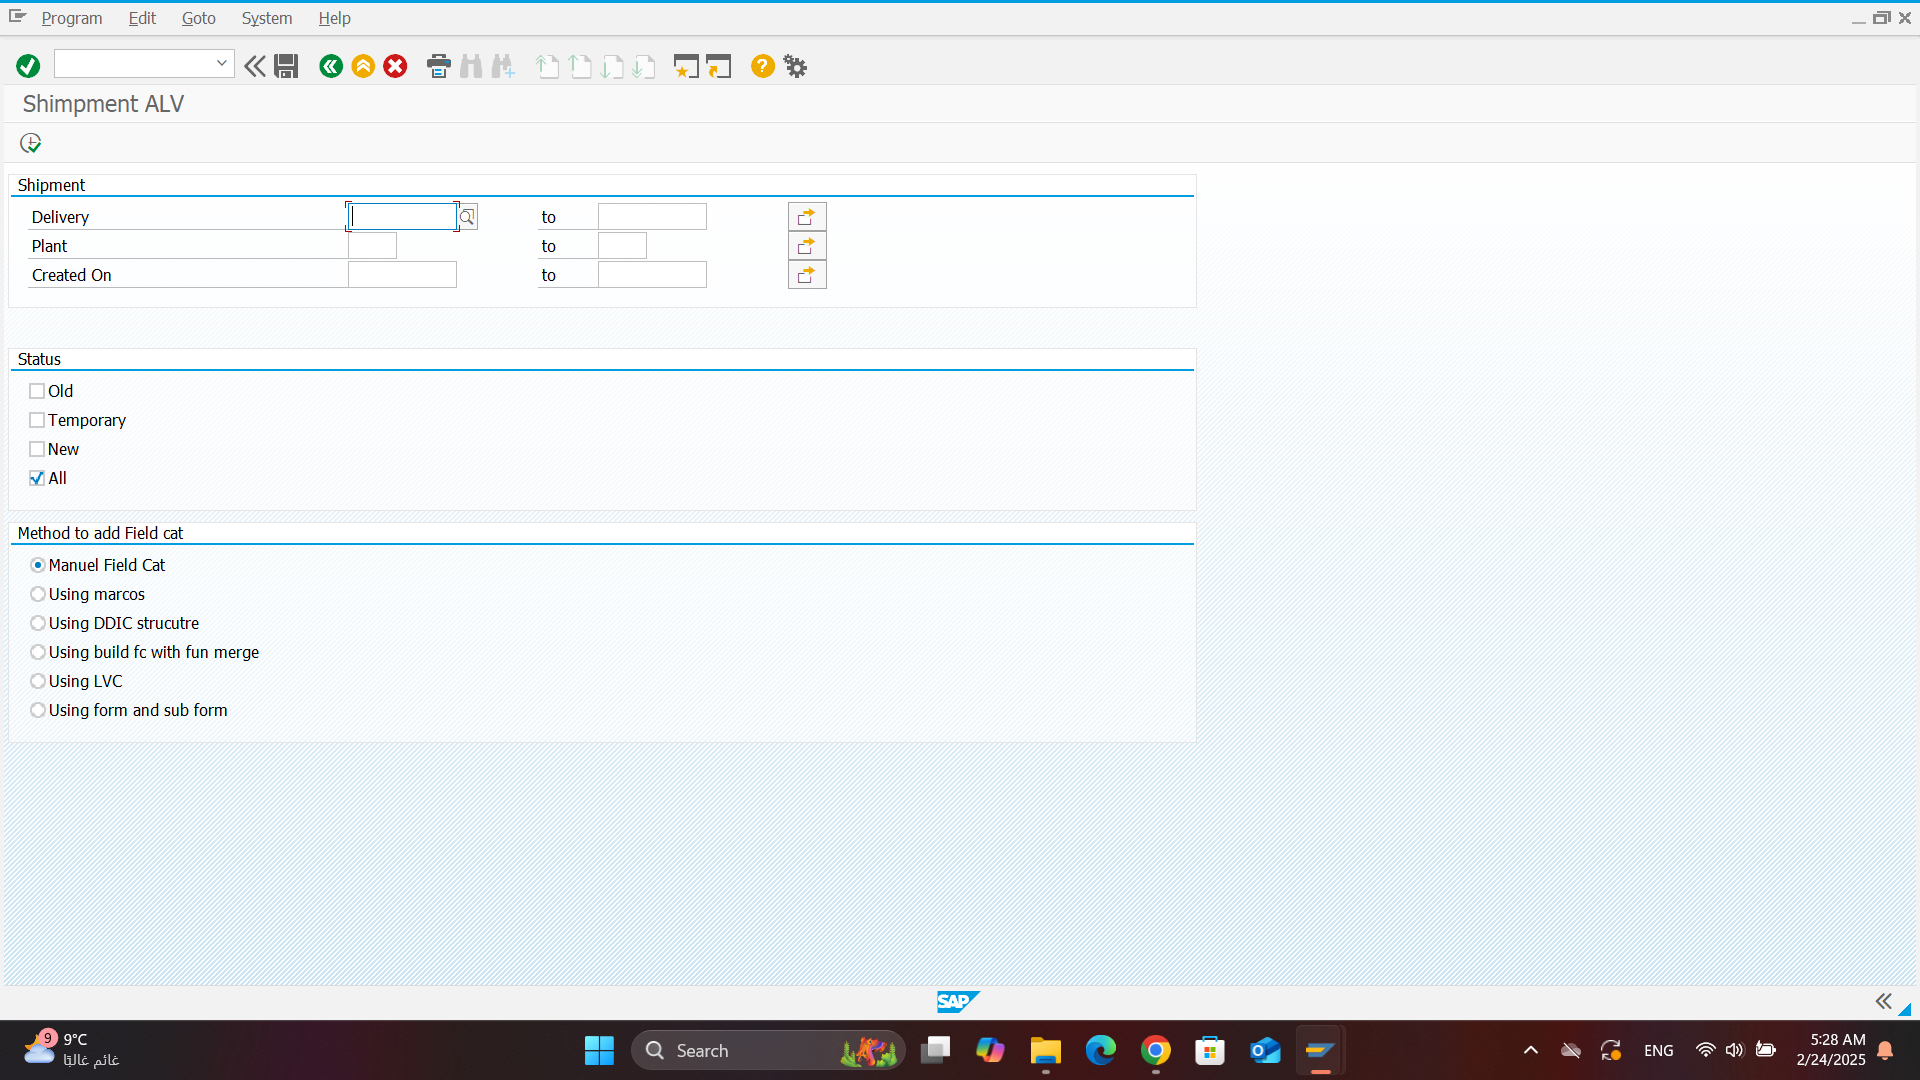 Program Edit Goto System Help
Shimpment ALV
Shipment
Delivery to
Plant to
Created On to
Status
Old
Temporary
New
All
Method to add Field cat
Manuel Field Cat
Using marcos
Using DDIC strucutre
Using build fc with fun merge
Using LVC
Using form and sub form
SAP
9
9°C
غائم غالبًا
Search
ENG
5:28 AM
2/24/2025